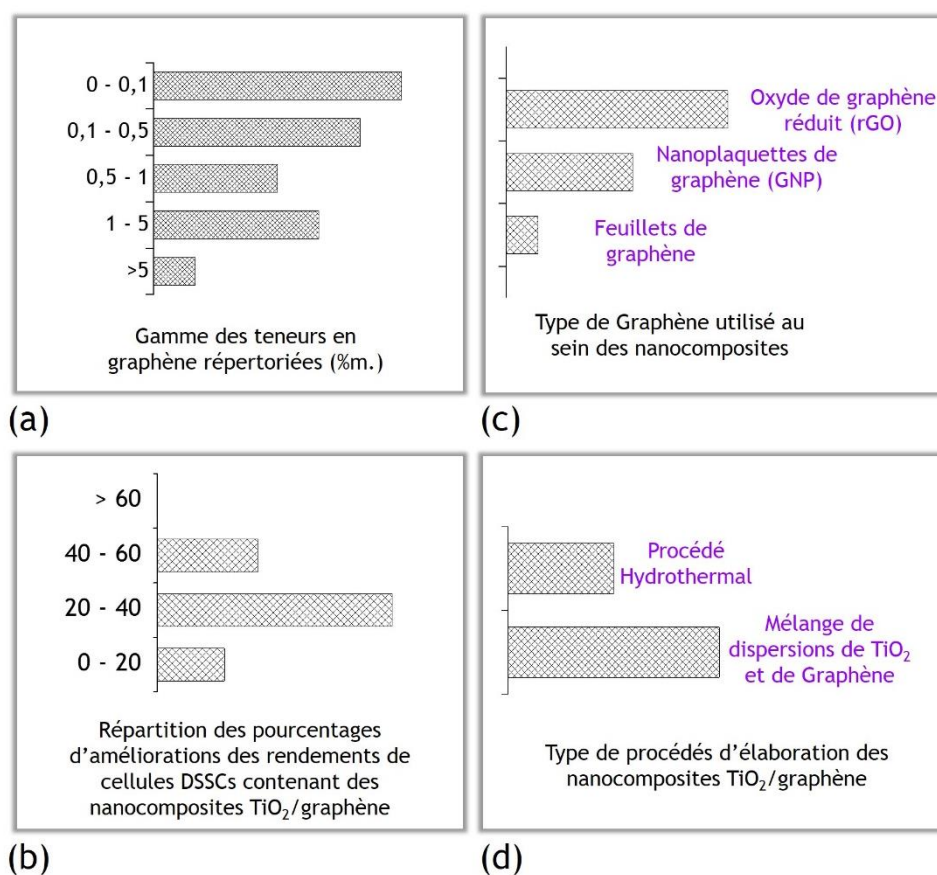 0 - 0,1
0,1 - 0,5
0,5 - 1
1 - 5
>5
Gamme des teneurs en
graphène répertoriées (%m.)
(a)
Oxyde de graphène
réduit (rGO)
Nanoplaquettes de
graphène (GNP)
Feuillets de
graphène
Type de Graphène utilisé au
sein des nanocomposites
(c)
> 60
40 - 60
20 - 40
0 - 20
Répartition des pourcentages
d'améliorations des rendements de
cellules DSSCs contenant des
nanocomposites TiO₂/graphène
(b)
Procédé
Hydrothermal
Mélange de
dispersions de TiO₂
et de Graphène
Type de procédés d'élaboration des
nanocomposites TiO₂/graphène
(d)